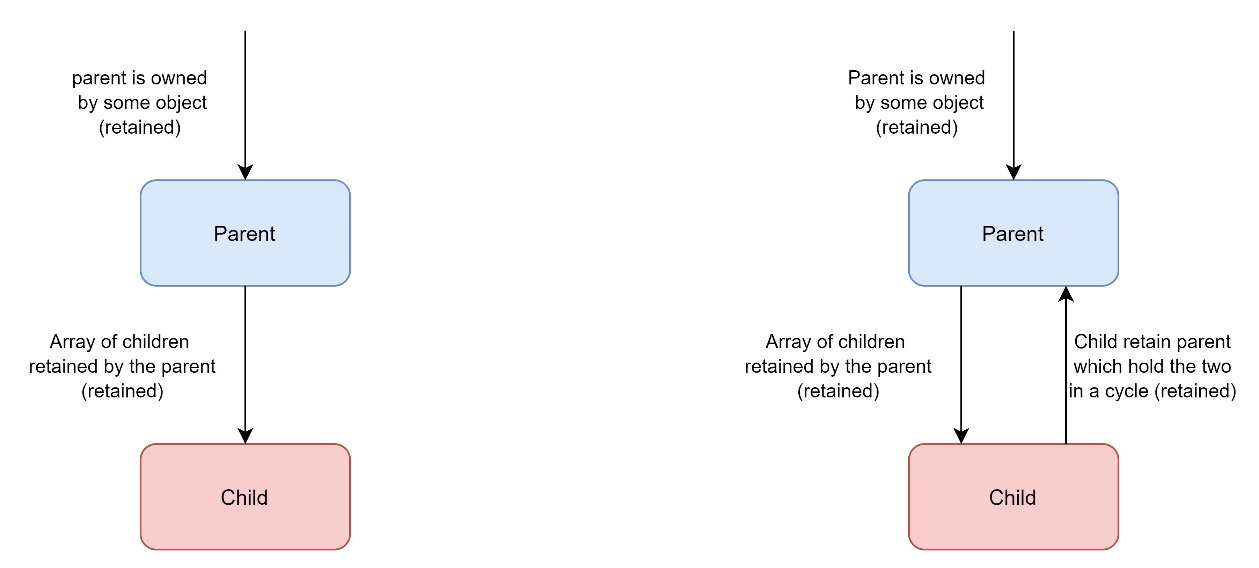 parent is owned
by some object
(retained)
Parent
Array of children
retained by the parent
(retained)
Child
Parent is owned
by some object
(retained)
Parent
Array of children
retained by the parent
(retained)
Child retain parent
which hold the two
in a cycle (retained)
Child